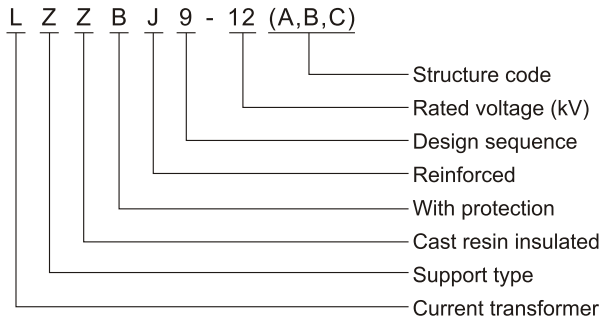 L Z Z B J 9 - 12 (A,B,C)
Structure code
Rated voltage (kV)
Design sequence
Reinforced
With protection
Cast resin insulated
Support type
Current transformer